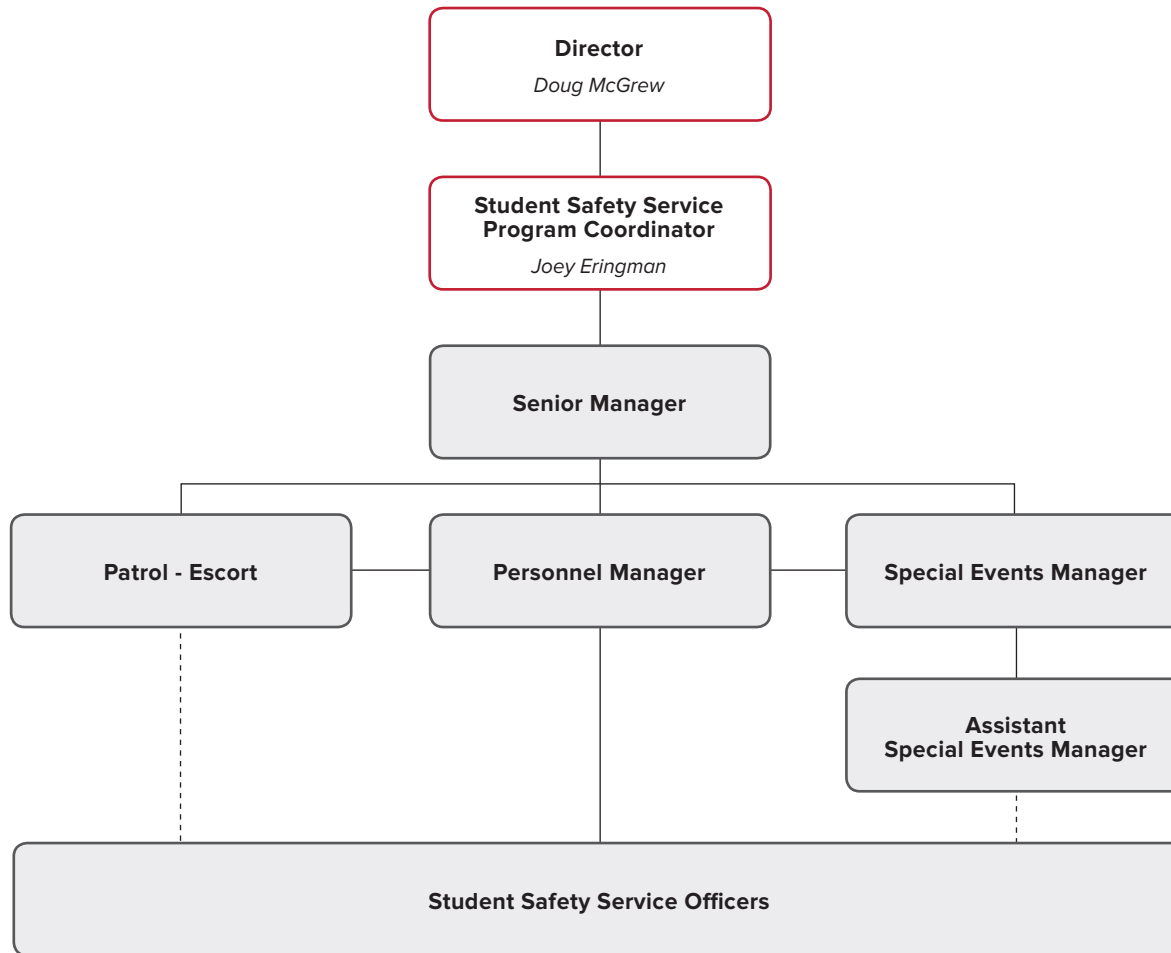 Director
Doug McGrew
Student Safety Service
Program Coordinator
Joey Eringman
Senior Manager
Patrol - Escort
Personnel Manager
Special Events Manager
Assistant
Special Events Manager
Student Safety Service Officers